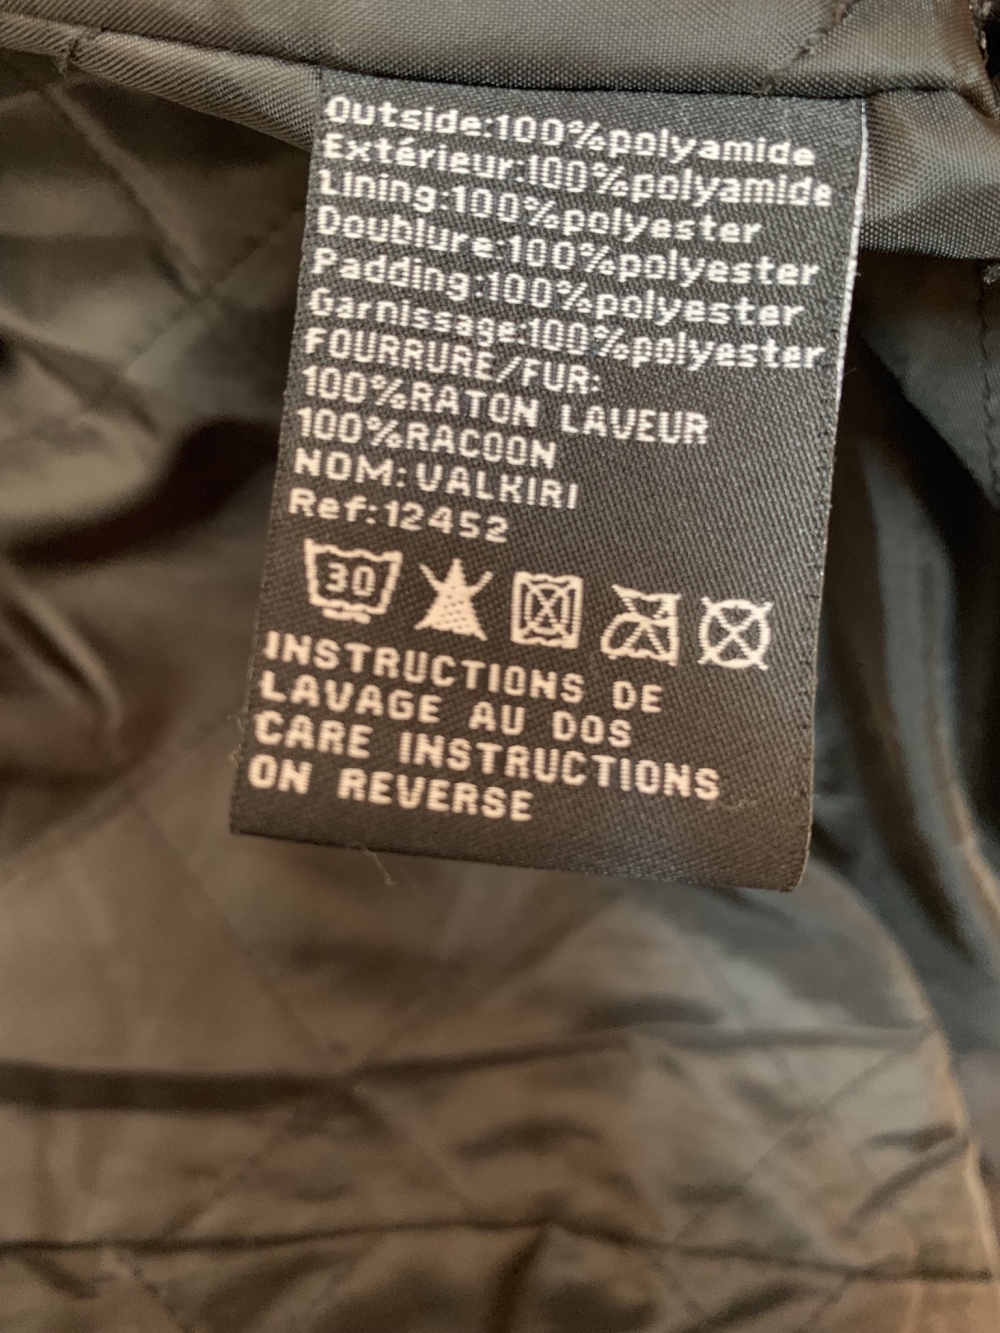 Outside:100%polyamide
Extérieur:100%polyamide
Lining:100%polyester
Doublure:100%polyester
Padding:100%polyester
Garnissage:100%polyester
FOURRURE/FUR:
100%RATON LAVEUR
100%RACOON
NOM:VALKIRI
Ref:12452
30
INSTRUCTIONS DE
LAVAGE AU DOS
CARE INSTRUCTIONS
ON REVERSE